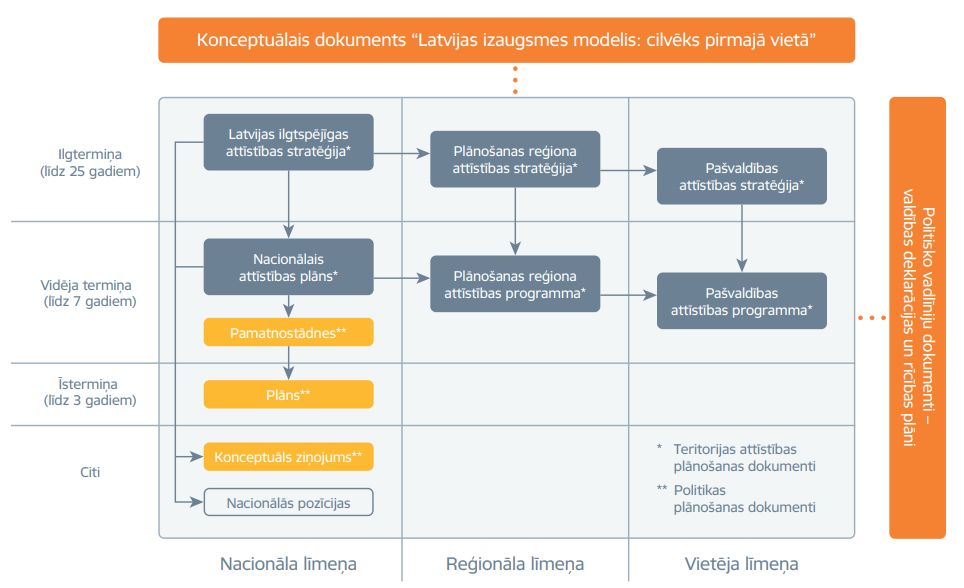 Konceptuālais dokuments “Latvijas izaugsmes modelis: cilvēks pirmajā vietā”
Ilgtermiņa
(līdz 25 gadiem)
Latvijas ilgtspējīgas
attīstības stratēģija*
Plānošanas reģiona
attīstības stratēģija*
Pašvaldības
attīstības stratēģija*
Vidēja termiņa
(līdz 7 gadiem)
Nacionālais
attīstības plāns*
Plānošanas reģiona
attīstības programma*
Pašvaldības
attīstības programma*
Pamatnostādnes**
Īstermiņa
(līdz 3 gadiem)
Plāns**
Citi
Konceptuāls ziņojums**
Nacionālās pozīcijas
* Teritorijas attīstības
plānošanas dokumenti
** Politikas
plānošanas dokumenti
Nacionāla līmeņa
Reģionāla līmeņa
Vietēja līmeņa
Politisko vadlīniju dokumenti –
valdības deklarācijas un rīcības plāni